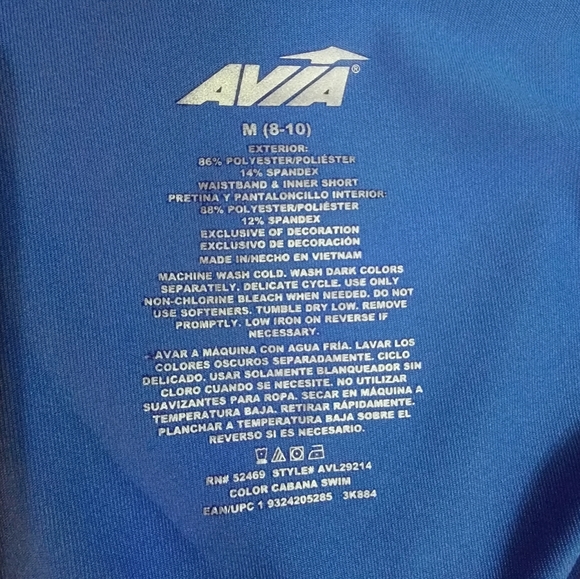 AVIA®
M (8-10)
EXTERIOR:
86% POLYESTER/POLIÉSTER
14% SPANDEX
WAISTBAND & INNER SHORT
PRETINA Y PANTALONCILLO INTERIOR:
88% POLYESTER/POLIÉSTER
12% SPANDEX
EXCLUSIVE OF DECORATION
EXCLUSIVO DE DECORACIÓN
MADE IN/HECHO EN VIETNAM
MACHINE WASH COLD. WASH DARK COLORS
SEPARATELY. DELICATE CYCLE. USE ONLY
NON-CHLORINE BLEACH WHEN NEEDED. DO NOT
USE SOFTENERS. TUMBLE DRY LOW. REMOVE
PROMPTLY. LOW IRON ON REVERSE IF
NECESSARY.
AVAR A MÁQUINA CON AGUA FRÍA. LAVAR LOS
COLORES OSCUROS SEPARADAMENTE. CICLO
DELICADO. USAR SOLAMENTE BLANQUEADOR SIN
CLORO CUANDO SE NECESITE. NO UTILIZAR
SUAVIZANTES PARA ROPA. SECAR EN MÁQUINA A
TEMPERATURA BAJA. RETIRAR RÁPIDAMENTE.
PLANCHAR A TEMPERATURA BAJA SOBRE EL
REVERSO SI ES NECESARIO.
RN# 52469 STYLE# AVL29214
COLOR CABANA SWIM
EAN/UPC 1 9324205285 3K884